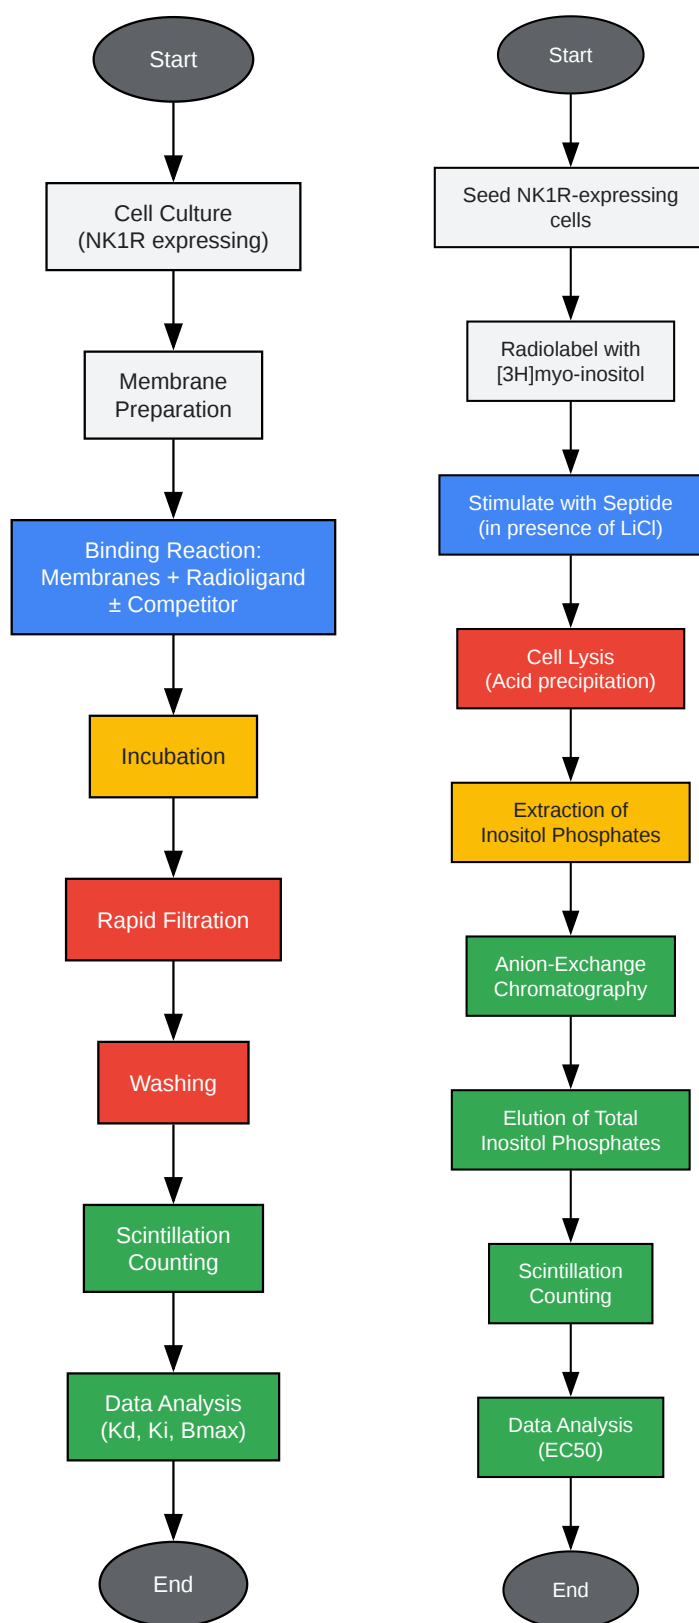 Start
Cell Culture
(NK1R expressing)
Membrane
Preparation
Binding Reaction:
Membranes + Radioligand
± Competitor
Incubation
Rapid Filtration
Washing
Scintillation
Counting
Data Analysis
(Kd, Ki, Bmax)
End
Start
Seed NK1R-expressing
cells
Radiolabel with
[3H]myo-inositol
Stimulate with Septide
(in presence of LiCl)
Cell Lysis
(Acid precipitation)
Extraction of
Inositol Phosphates
Anion-Exchange
Chromatography
Elution of Total
Inositol Phosphates
Scintillation
Counting
Data Analysis
(EC50)
End